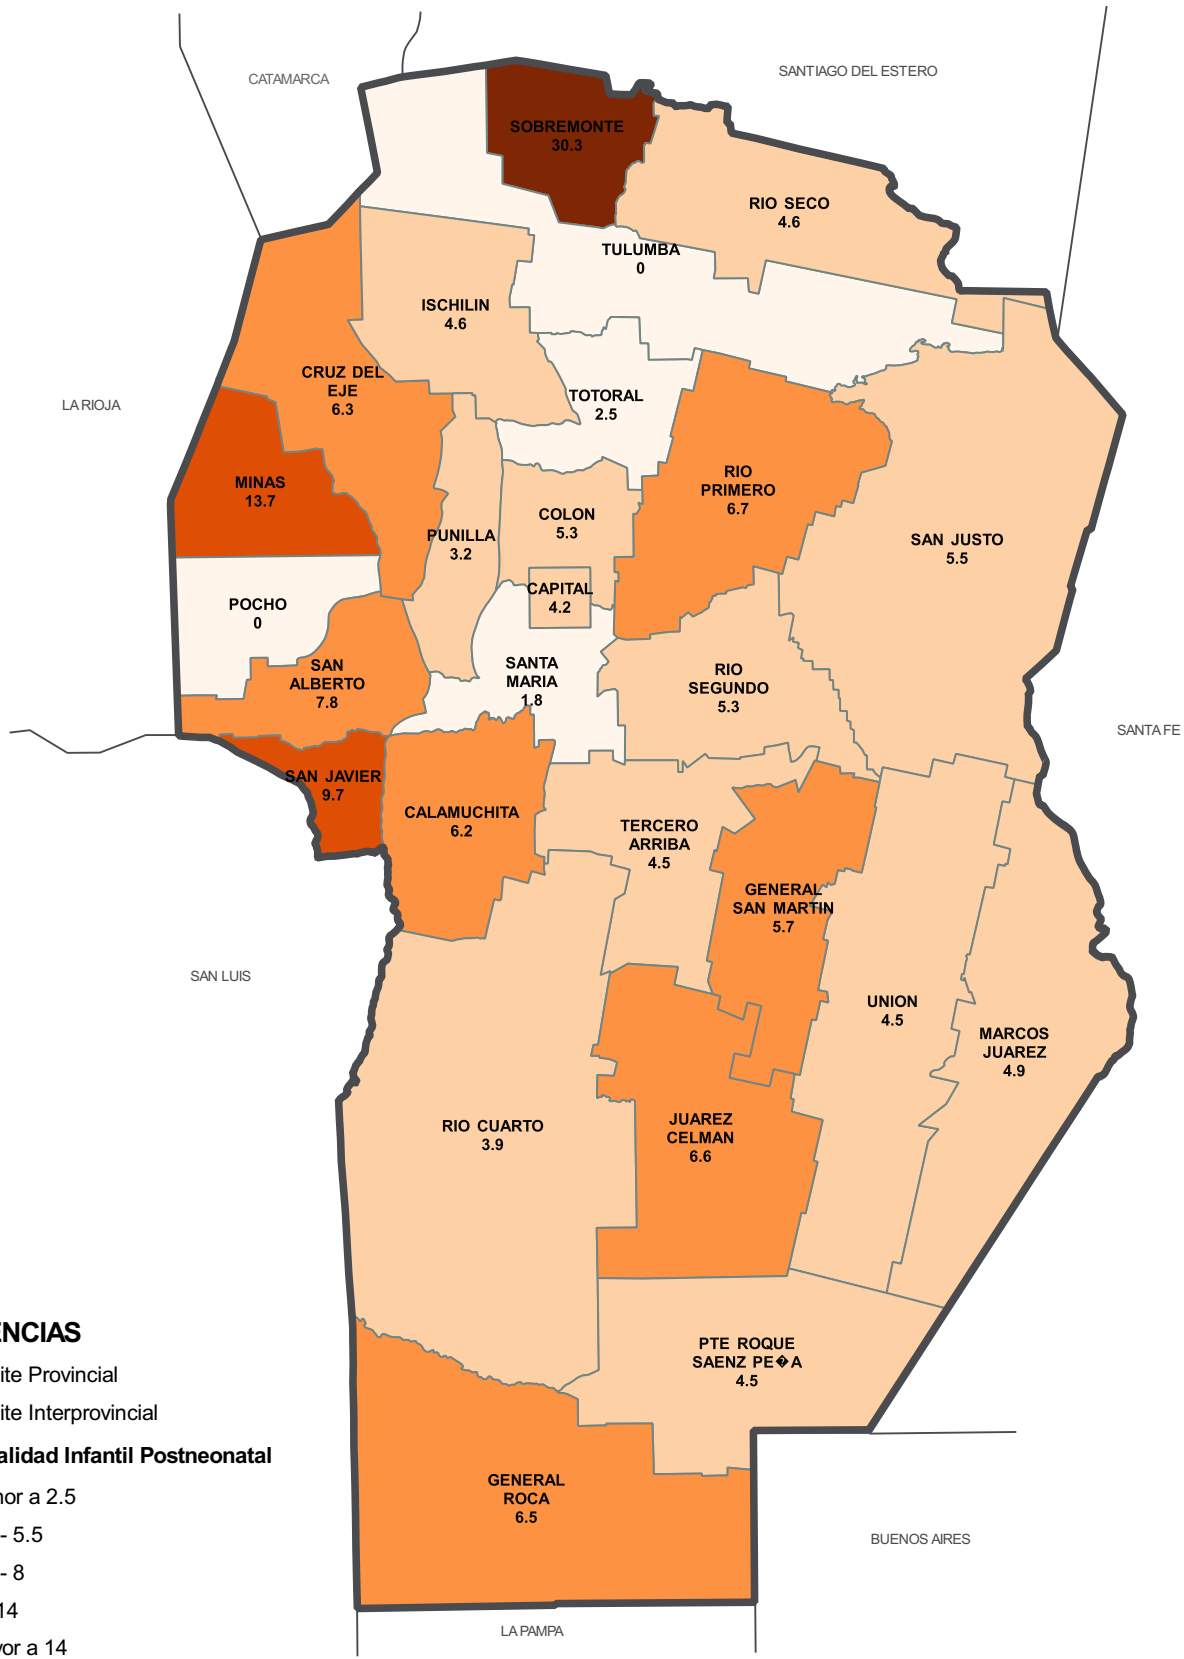 CATAMARCA
SANTIAGO DEL ESTERO
SOBREMONTE
30.3
RIO SECO
4.6
TULUMBA
0
ISCHILIN
4.6
CRUZ DEL
EJE
6.3
TOTORAL
2.5
LA RIOJA
MINAS
13.7
RIO
PRIMERO
6.7
COLON
5.3
PUNILLA
3.2
SAN JUSTO
5.5
CAPITAL
4.2
POCHO
0
SAN
ALBERTO
7.8
SANTA
MARIA
1.8
RIO
SEGUNDO
5.3
SANTA FE
SAN JAVIER
9.7
CALAMUCHITA
6.2
TERCERO
ARRIBA
4.5
GENERAL
SAN MARTIN
5.7
SAN LUIS
UNION
4.5
MARCOS
JUAREZ
4.9
RIO CUARTO
3.9
JUAREZ
CELMAN
6.6
PTE ROQUE
SAENZ PE�A
4.5
GENERAL
ROCA
6.5
BUENOS AIRES
LA PAMPA
ENCIAS
ite Provincial
ite Interprovincial
alidad Infantil Postneonatal
nor a 2.5
- 5.5
- 8
14
yor a 14